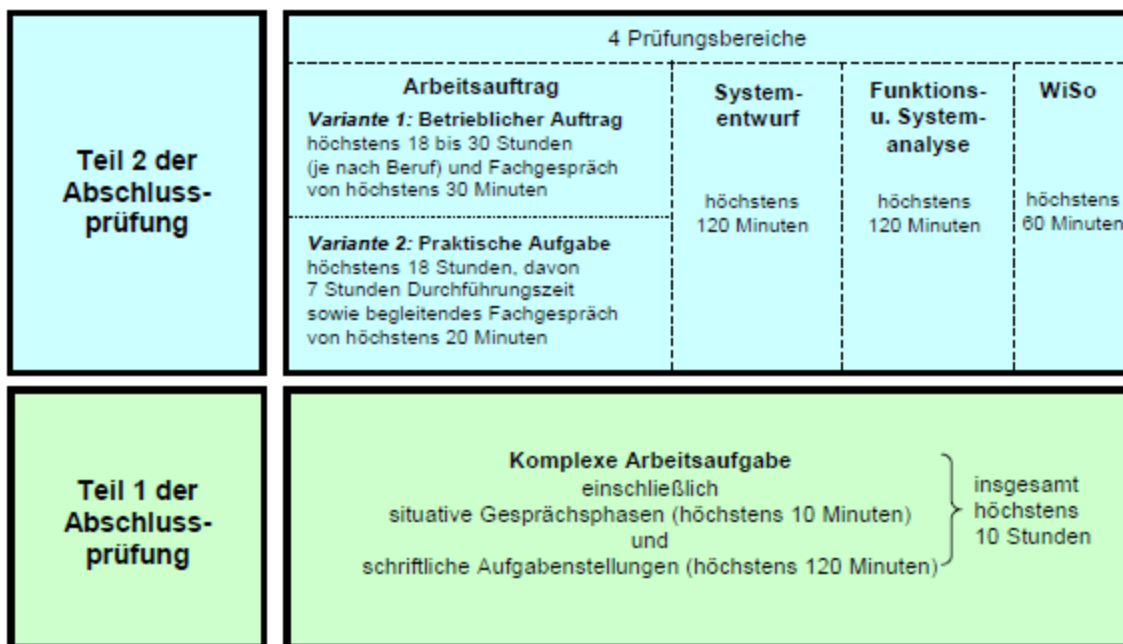 Teil 2 der
Abschluss-
prüfung
4 Prüfungsbereiche
Arbeitsauftrag
Variante 1: Betrieblicher Auftrag
höchstens 18 bis 30 Stunden
(je nach Beruf) und Fachgespräch
von höchstens 30 Minuten
Variante 2: Praktische Aufgabe
höchstens 18 Stunden, davon
7 Stunden Durchführungszeit
sowie begleitendes Fachgespräch
von höchstens 20 Minuten
System-
entwurf
höchstens
120 Minuten
Funktions-
u. System-
analyse
höchstens
120 Minuten
WiSo
höchstens
60 Minuten
Teil 1 der
Abschluss-
prüfung
Komplexe Arbeitsaufgabe
einschließlich
situative Gesprächsphasen (höchstens 10 Minuten)
und
schriftliche Aufgabenstellungen (höchstens 120 Minuten)
insgesamt
höchstens
10 Stunden